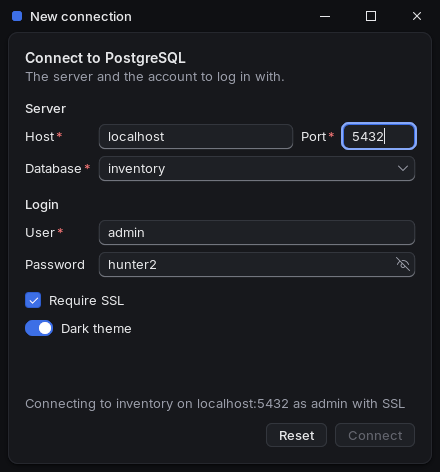 New connection
Connect to PostgreSQL
The server and the account to log in with.
Server
Host* localhost Port* 5432
Database* inventory
Login
User* admin
Password hunter2
Require SSL
Dark theme
Connecting to inventory on localhost:5432 as admin with SSL
Reset Connect